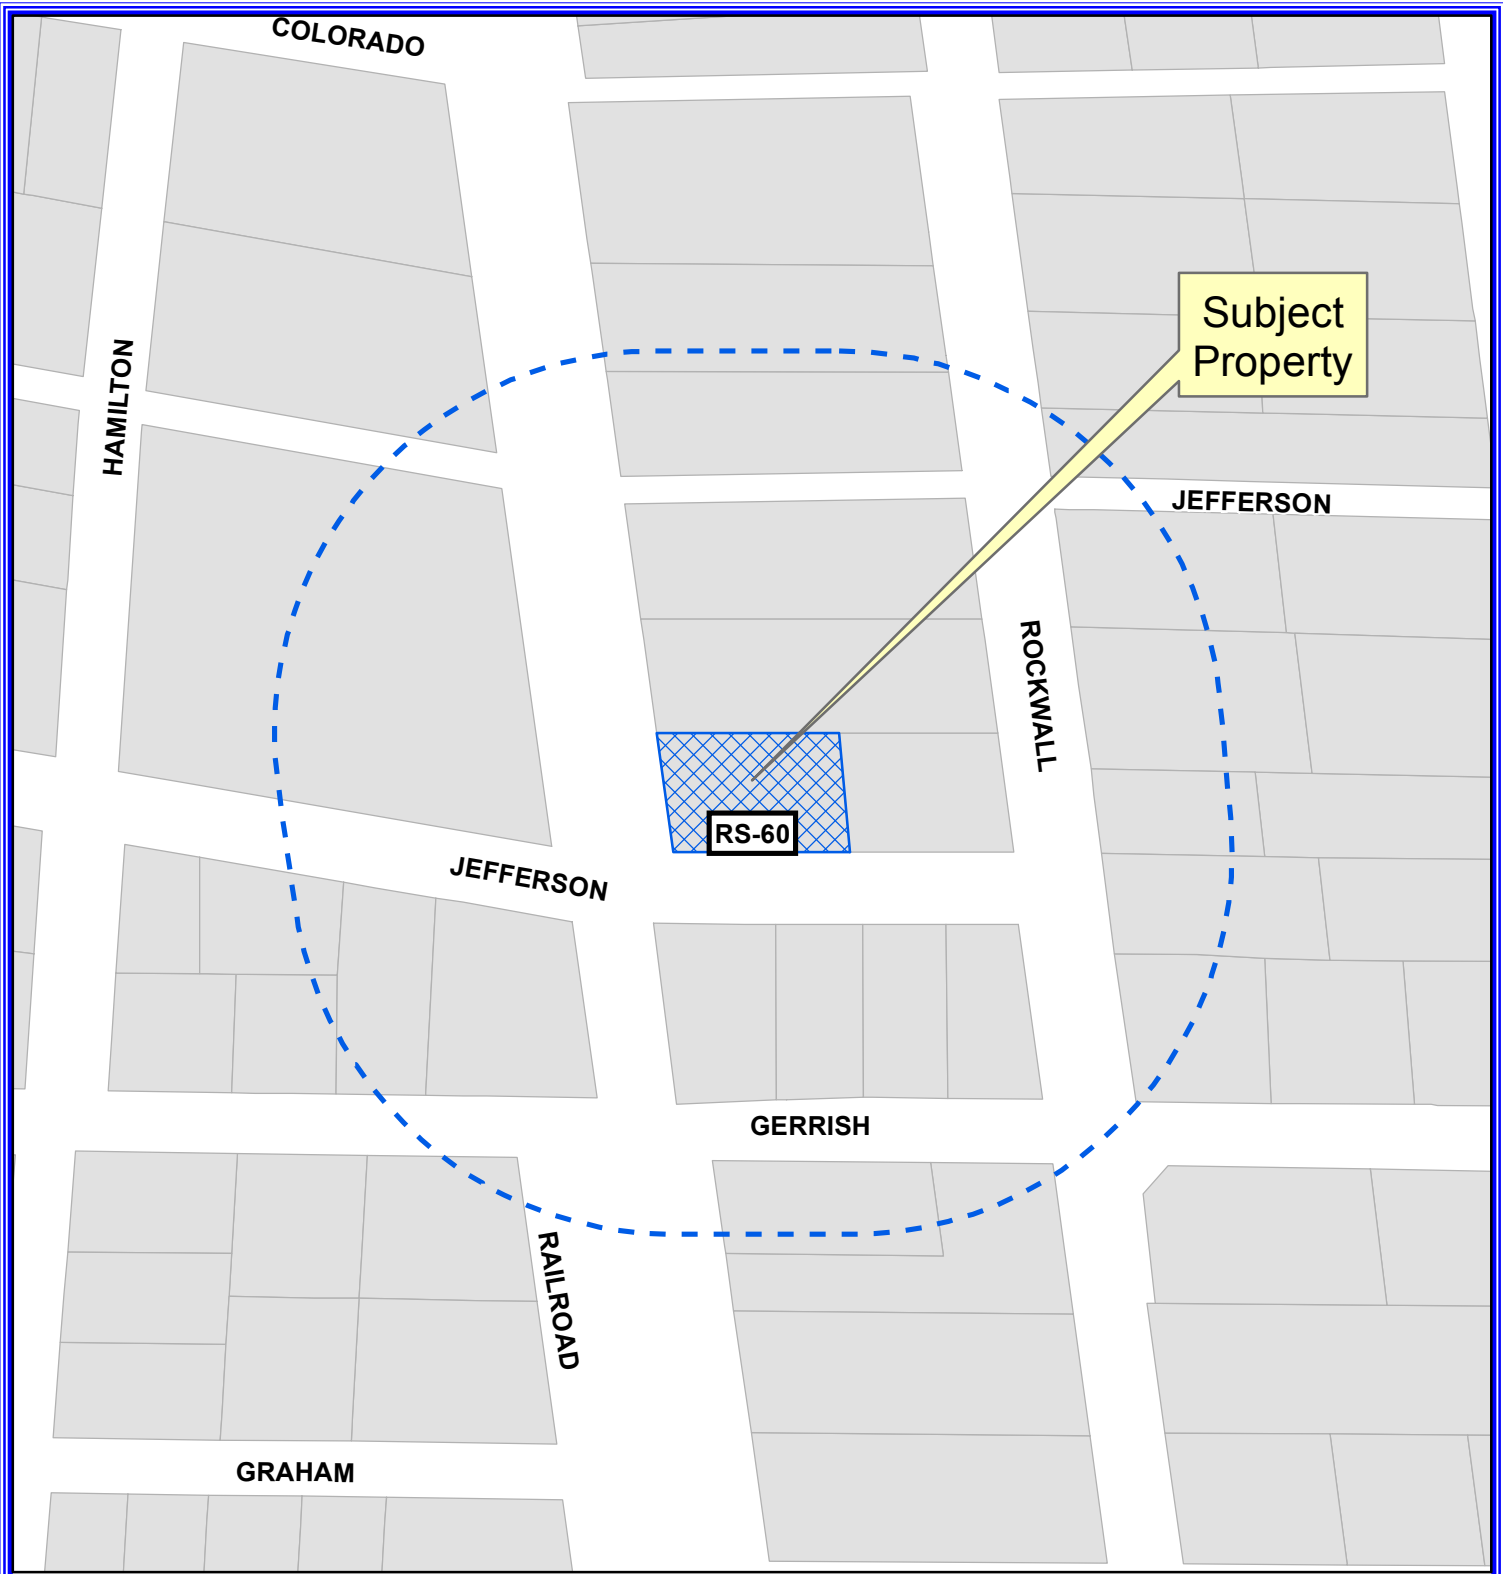 COLORADO
Subject
Property
HAMILTON
JEFFERSON
ROCKWALL
RS-60
JEFFERSON
GERRISH
RAILROAD
GRAHAM